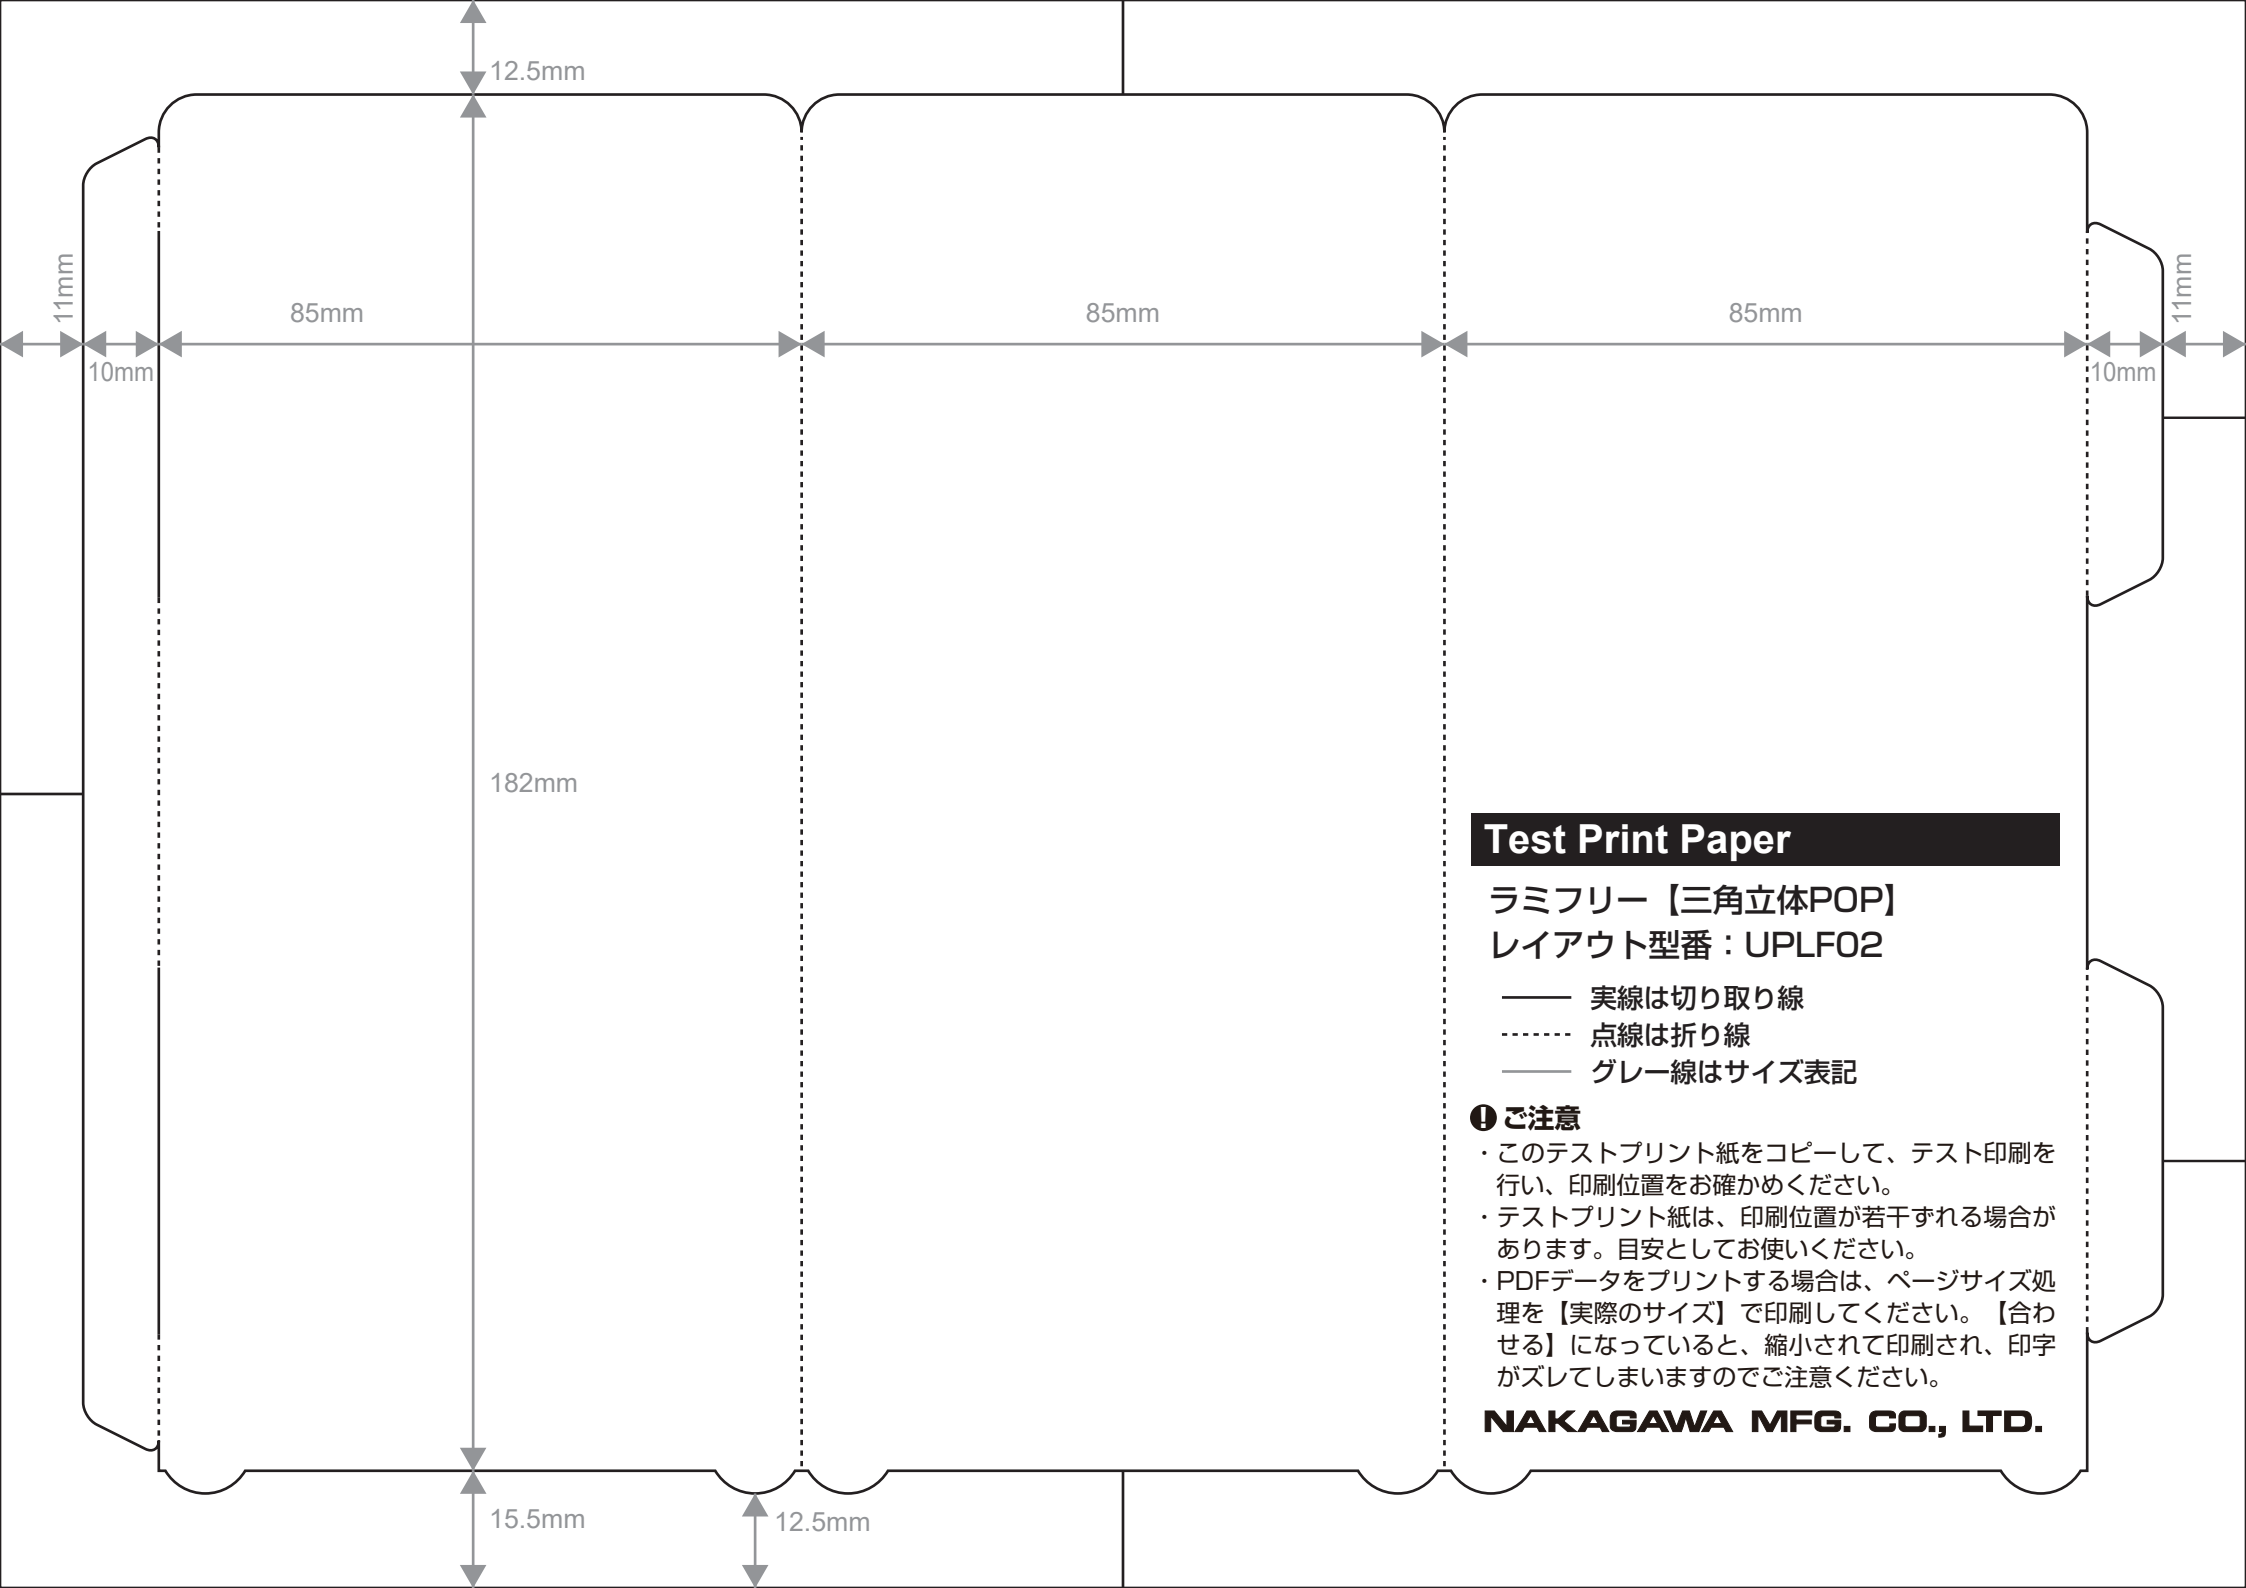 12.5mm
11mm
85mm
85mm
85mm
11mm
10mm
10mm
182mm
Test Print Paper
ラミフリー【三角立体POP】
レイアウト型番：UPLF02
実線は切り取り線
点線は折り線
グレー線はサイズ表記
ご注意
・このテストプリント紙をコピーして、テスト印刷を
行い、印刷位置をお確かめください。
・テストプリント紙は、印刷位置が若干ずれる場合が
あります。目安としてお使いください。
・PDFデータをプリントする場合は、ページサイズ処
理を【実際のサイズ】で印刷してください。【合わ
せる】になっていると、縮小されて印刷され、印字
がズレてしまいますのでご注意ください。
NAKAGAWA MFG. CO., LTD.
15.5mm
12.5mm